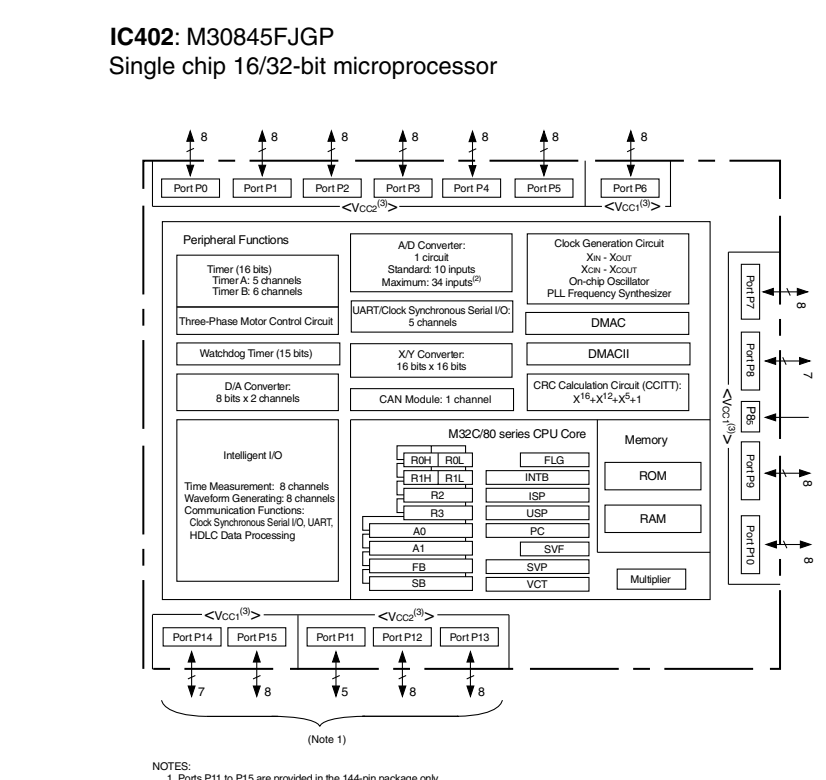 IC402: M30845FJGP
Single chip 16/32-bit microprocessor
8 8 8 8 8 8 8
Port P0 Port P1 Port P2 Port P3 Port P4 Port P5 Port P6
<VCC2(3)> <VCC1(3)>
Peripheral Functions
Timer (16 bits)
Timer A: 5 channels
Timer B: 6 channels
Three-Phase Motor Control Circuit
Watchdog Timer (15 bits)
D/A Converter:
8 bits x 2 channels
A/D Converter:
1 circuit
Standard: 10 inputs
Maximum: 34 inputs(2)
UART/Clock Synchronous Serial I/O:
5 channels
X/Y Converter:
16 bits x 16 bits
CAN Module: 1 channel
Clock Generation Circuit
XIN - XOUT
XCIN - XCOUT
On-chip Oscillator
PLL Frequency Synthesizer
DMAC
DMACII
CRC Calculation Circuit (CCITT):
X16+X12+X5+1
Intelligent I/O
Time Measurement: 8 channels
Waveform Generating: 8 channels
Communication Functions:
Clock Synchronous Serial I/O, UART,
HDLC Data Processing
M32C/80 series CPU Core
R0H R0L
R1H R1L
R2
R3
A0
A1
FB
SB
FLG
INTB
ISP
USP
PC
SVF
SVP
VCT
Memory
ROM
RAM
Multiplier
<VCC1(3)>
Port P7 8
Port P8 7
P85
Port P9 8
Port P10 8
<VCC1(3)> <VCC2(3)>
Port P14 Port P15 Port P11 Port P12 Port P13
7 8 5 8 8
(Note 1)
NOTES:
1. Ports P11 to P15 are provided in the 144-pin package only.